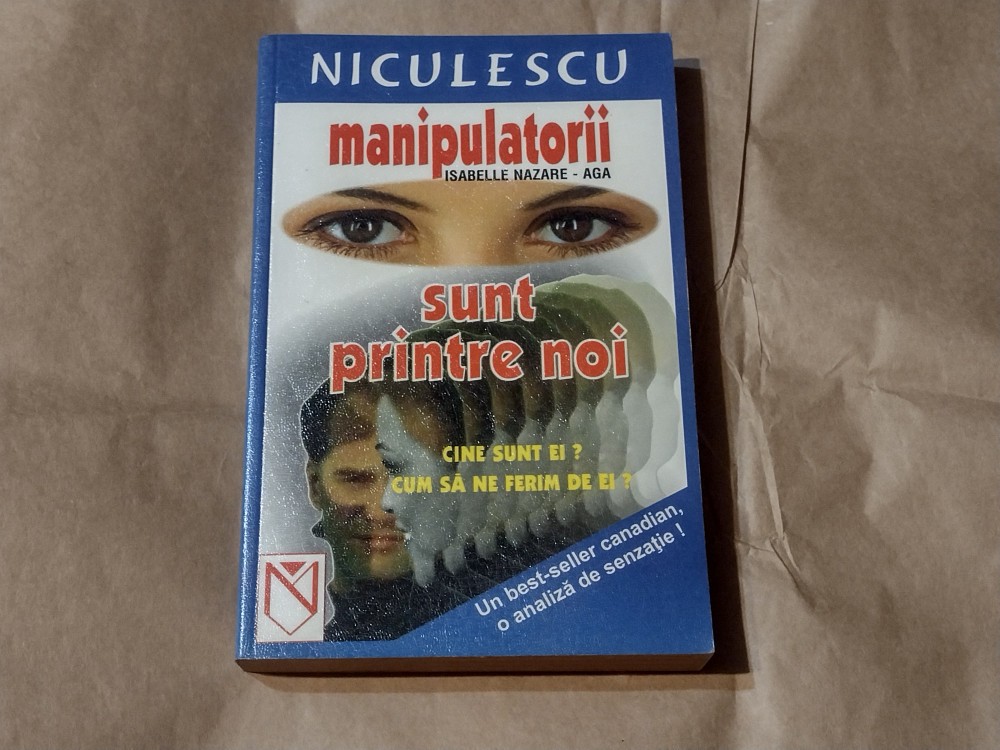 NICULESCU
manipulatorii
ISABELLE NAZARE - AGA
sunt
printre noi
CINE SUNT EI ?
CUM SĂ NE FERIM DE EI ?
Un best-seller canadian,
o analiză de senzaţie !